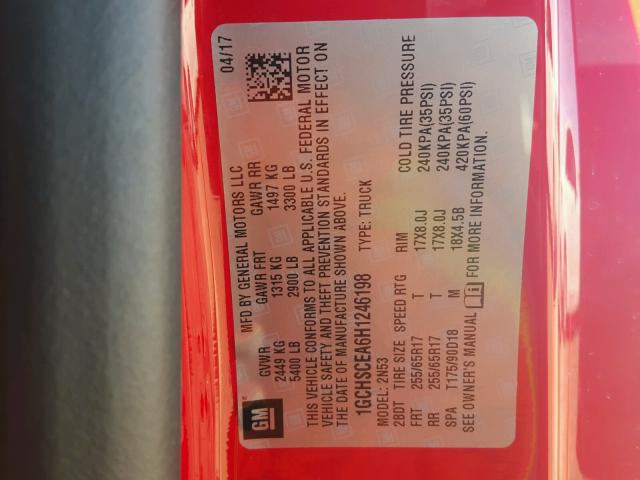 MFD BY GENERAL MOTORS LLC 04/17
GVWR GAWR FRT GAWR RR
2449 KG 1315 KG 1497 KG
5400 LB 2900 LB 3300 LB
GM
THIS VEHICLE CONFORMS TO ALL APPLICABLE U.S. FEDERAL MOTOR
VEHICLE SAFETY AND THEFT PREVENTION STANDARDS IN EFFECT ON
THE DATE OF MANUFACTURE SHOWN ABOVE.
1GCHSCEA6H1246198 TYPE: TRUCK
MODEL: 2N53
2BDT TIRE SIZE SPEED RTG RIM COLD TIRE PRESSURE
FRT 255/65R17 T 17X8.0J 240KPA(35PSI)
RR 255/65R17 T 17X8.0J 240KPA(35PSI)
SPA T175/90D18 M 18X4.5B 420KPA(60PSI)
SEE OWNER'S MANUAL FOR MORE INFORMATION.